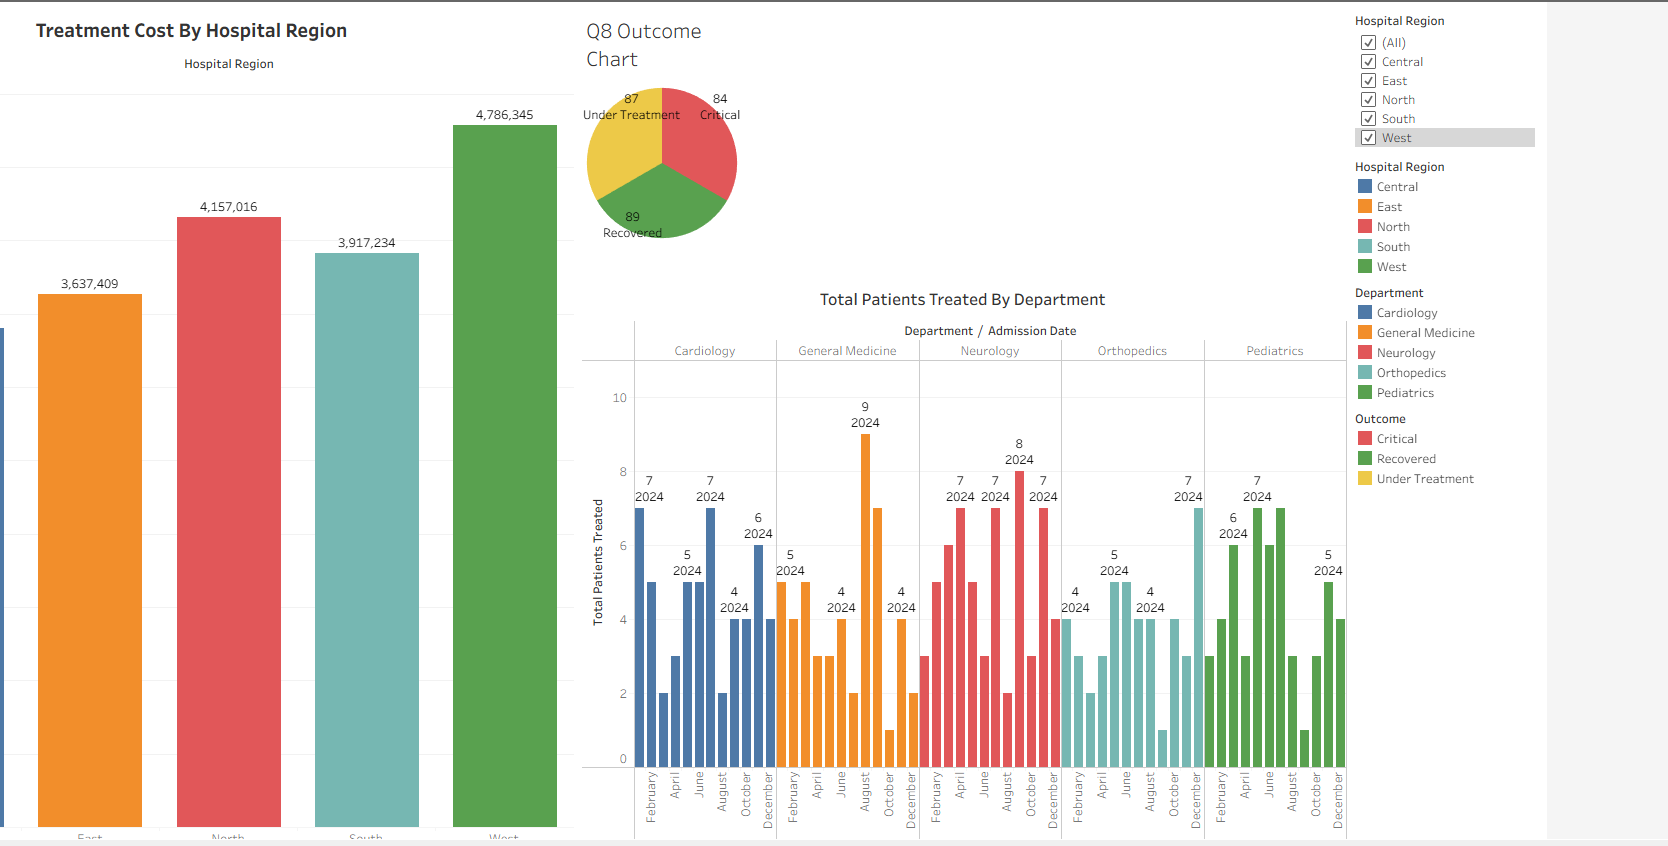 Treatment Cost By Hospital Region
Hospital Region
4,786,345
4,157,016
3,917,234
3,637,409
East
North
South
West
Q8 Outcome
Chart
87
Under Treatment
84
Critical
89
Recovered
Total Patients Treated By Department
Department / Admission Date
Cardiology
General Medicine
Neurology
Orthopedics
Pediatrics
Total Patients Treated
10
8
6
4
2
0
7
2024
5
2024
7
2024
4
2024
6
2024
5
2024
4
2024
9
2024
4
2024
7
2024
7
2024
8
2024
7
2024
4
2024
5
2024
4
2024
7
2024
6
2024
7
2024
5
2024
February
April
June
August
October
December
February
April
June
August
October
December
February
April
June
August
October
December
February
April
June
August
October
December
February
April
June
August
October
December
Hospital Region
(All)
Central
East
North
South
West
Hospital Region
Central
East
North
South
West
Department
Cardiology
General Medicine
Neurology
Orthopedics
Pediatrics
Outcome
Critical
Recovered
Under Treatment